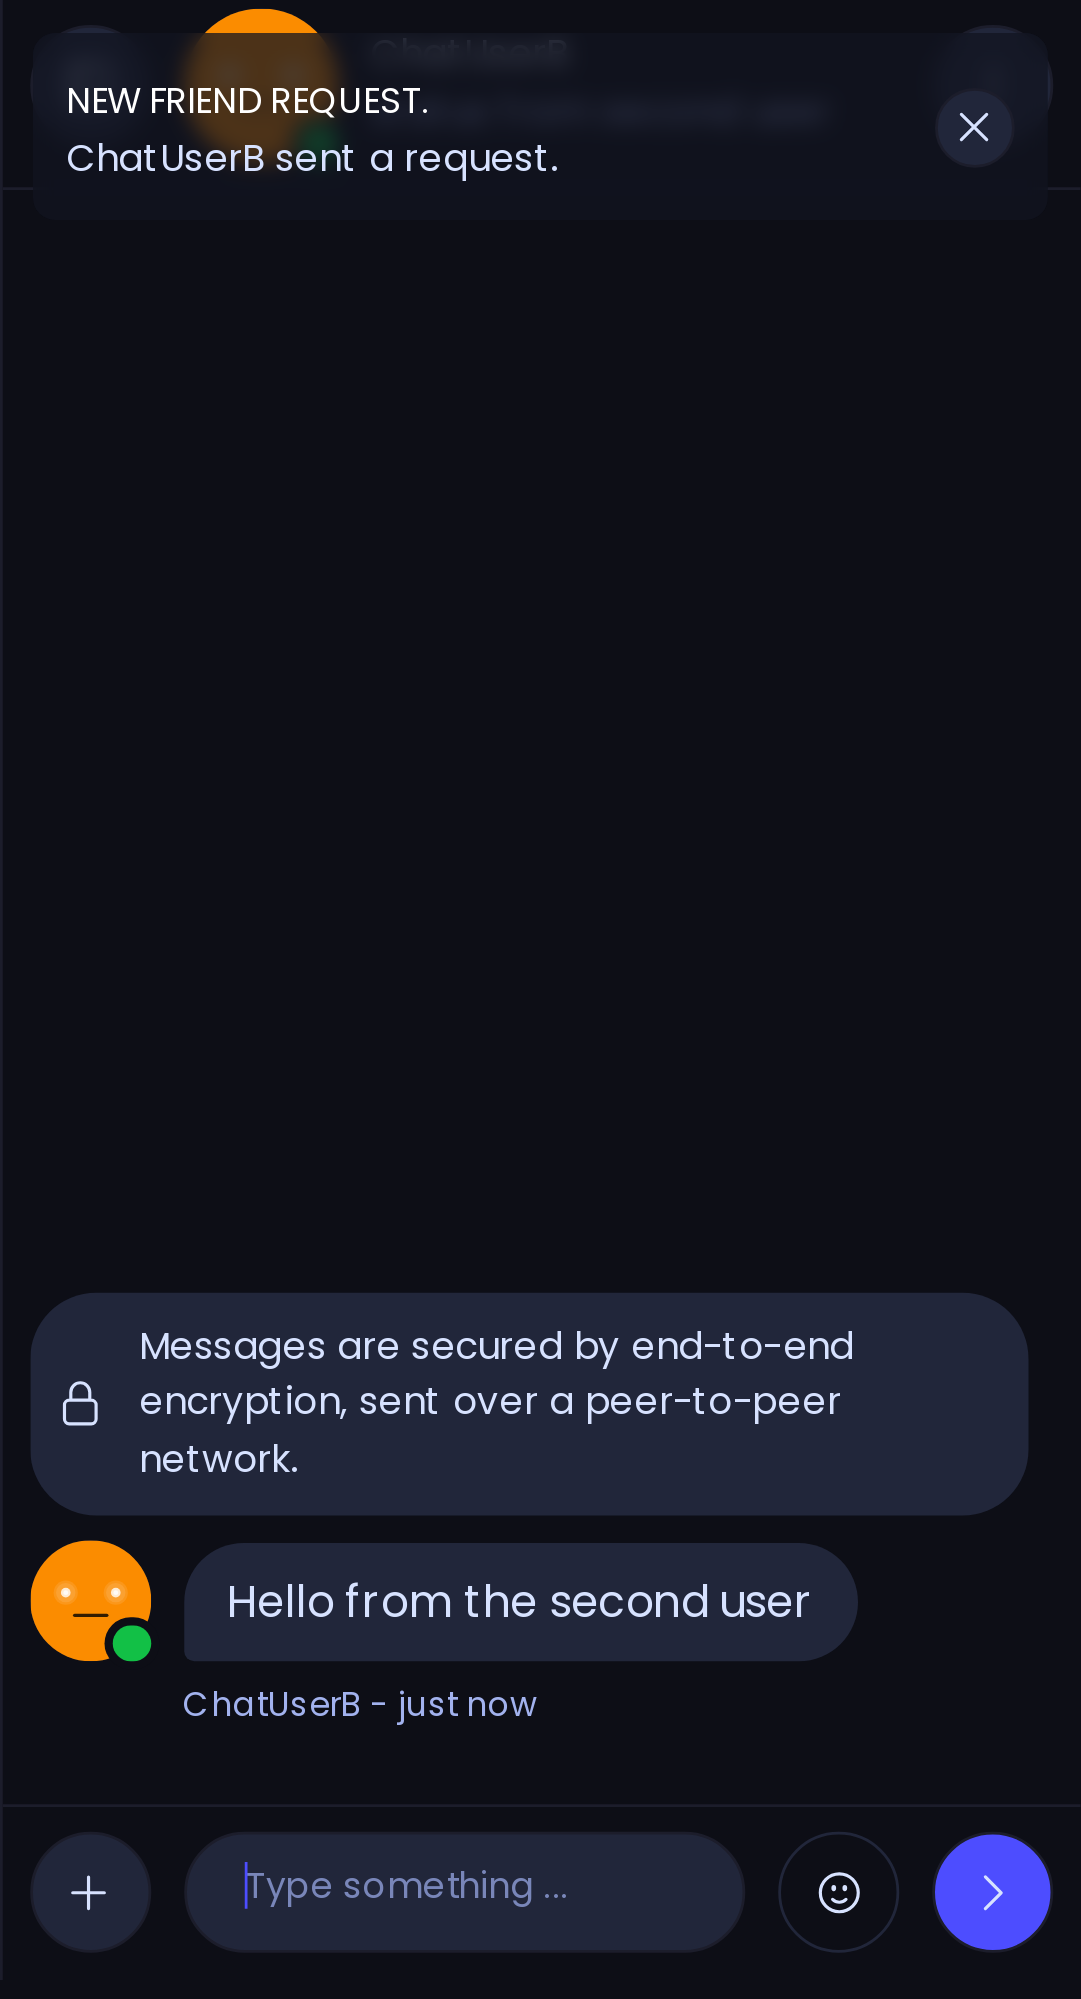 ChatUserB
NEW FRIEND REQUEST.
ChatUserB sent a request.
Messages are secured by end-to-end
encryption, sent over a peer-to-peer
network.
Hello from the second user
ChatUserB - just now
Type something ...